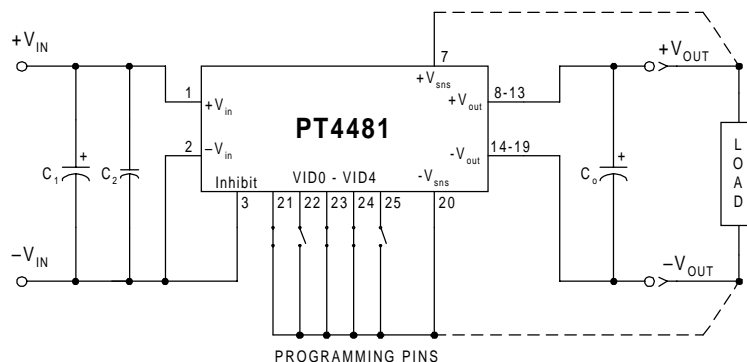 +VIN
7
+VOUT
+Vsns
1
+Vin
8-13
+Vout
PT4481
2
−Vin
14-19
-Vout
LOAD
C1
+
C2
VID0 - VID4
-Vsns
Co
+
Inhibit
3
21
22
23
24
25
20
−VIN
−VOUT
PROGRAMMING PINS